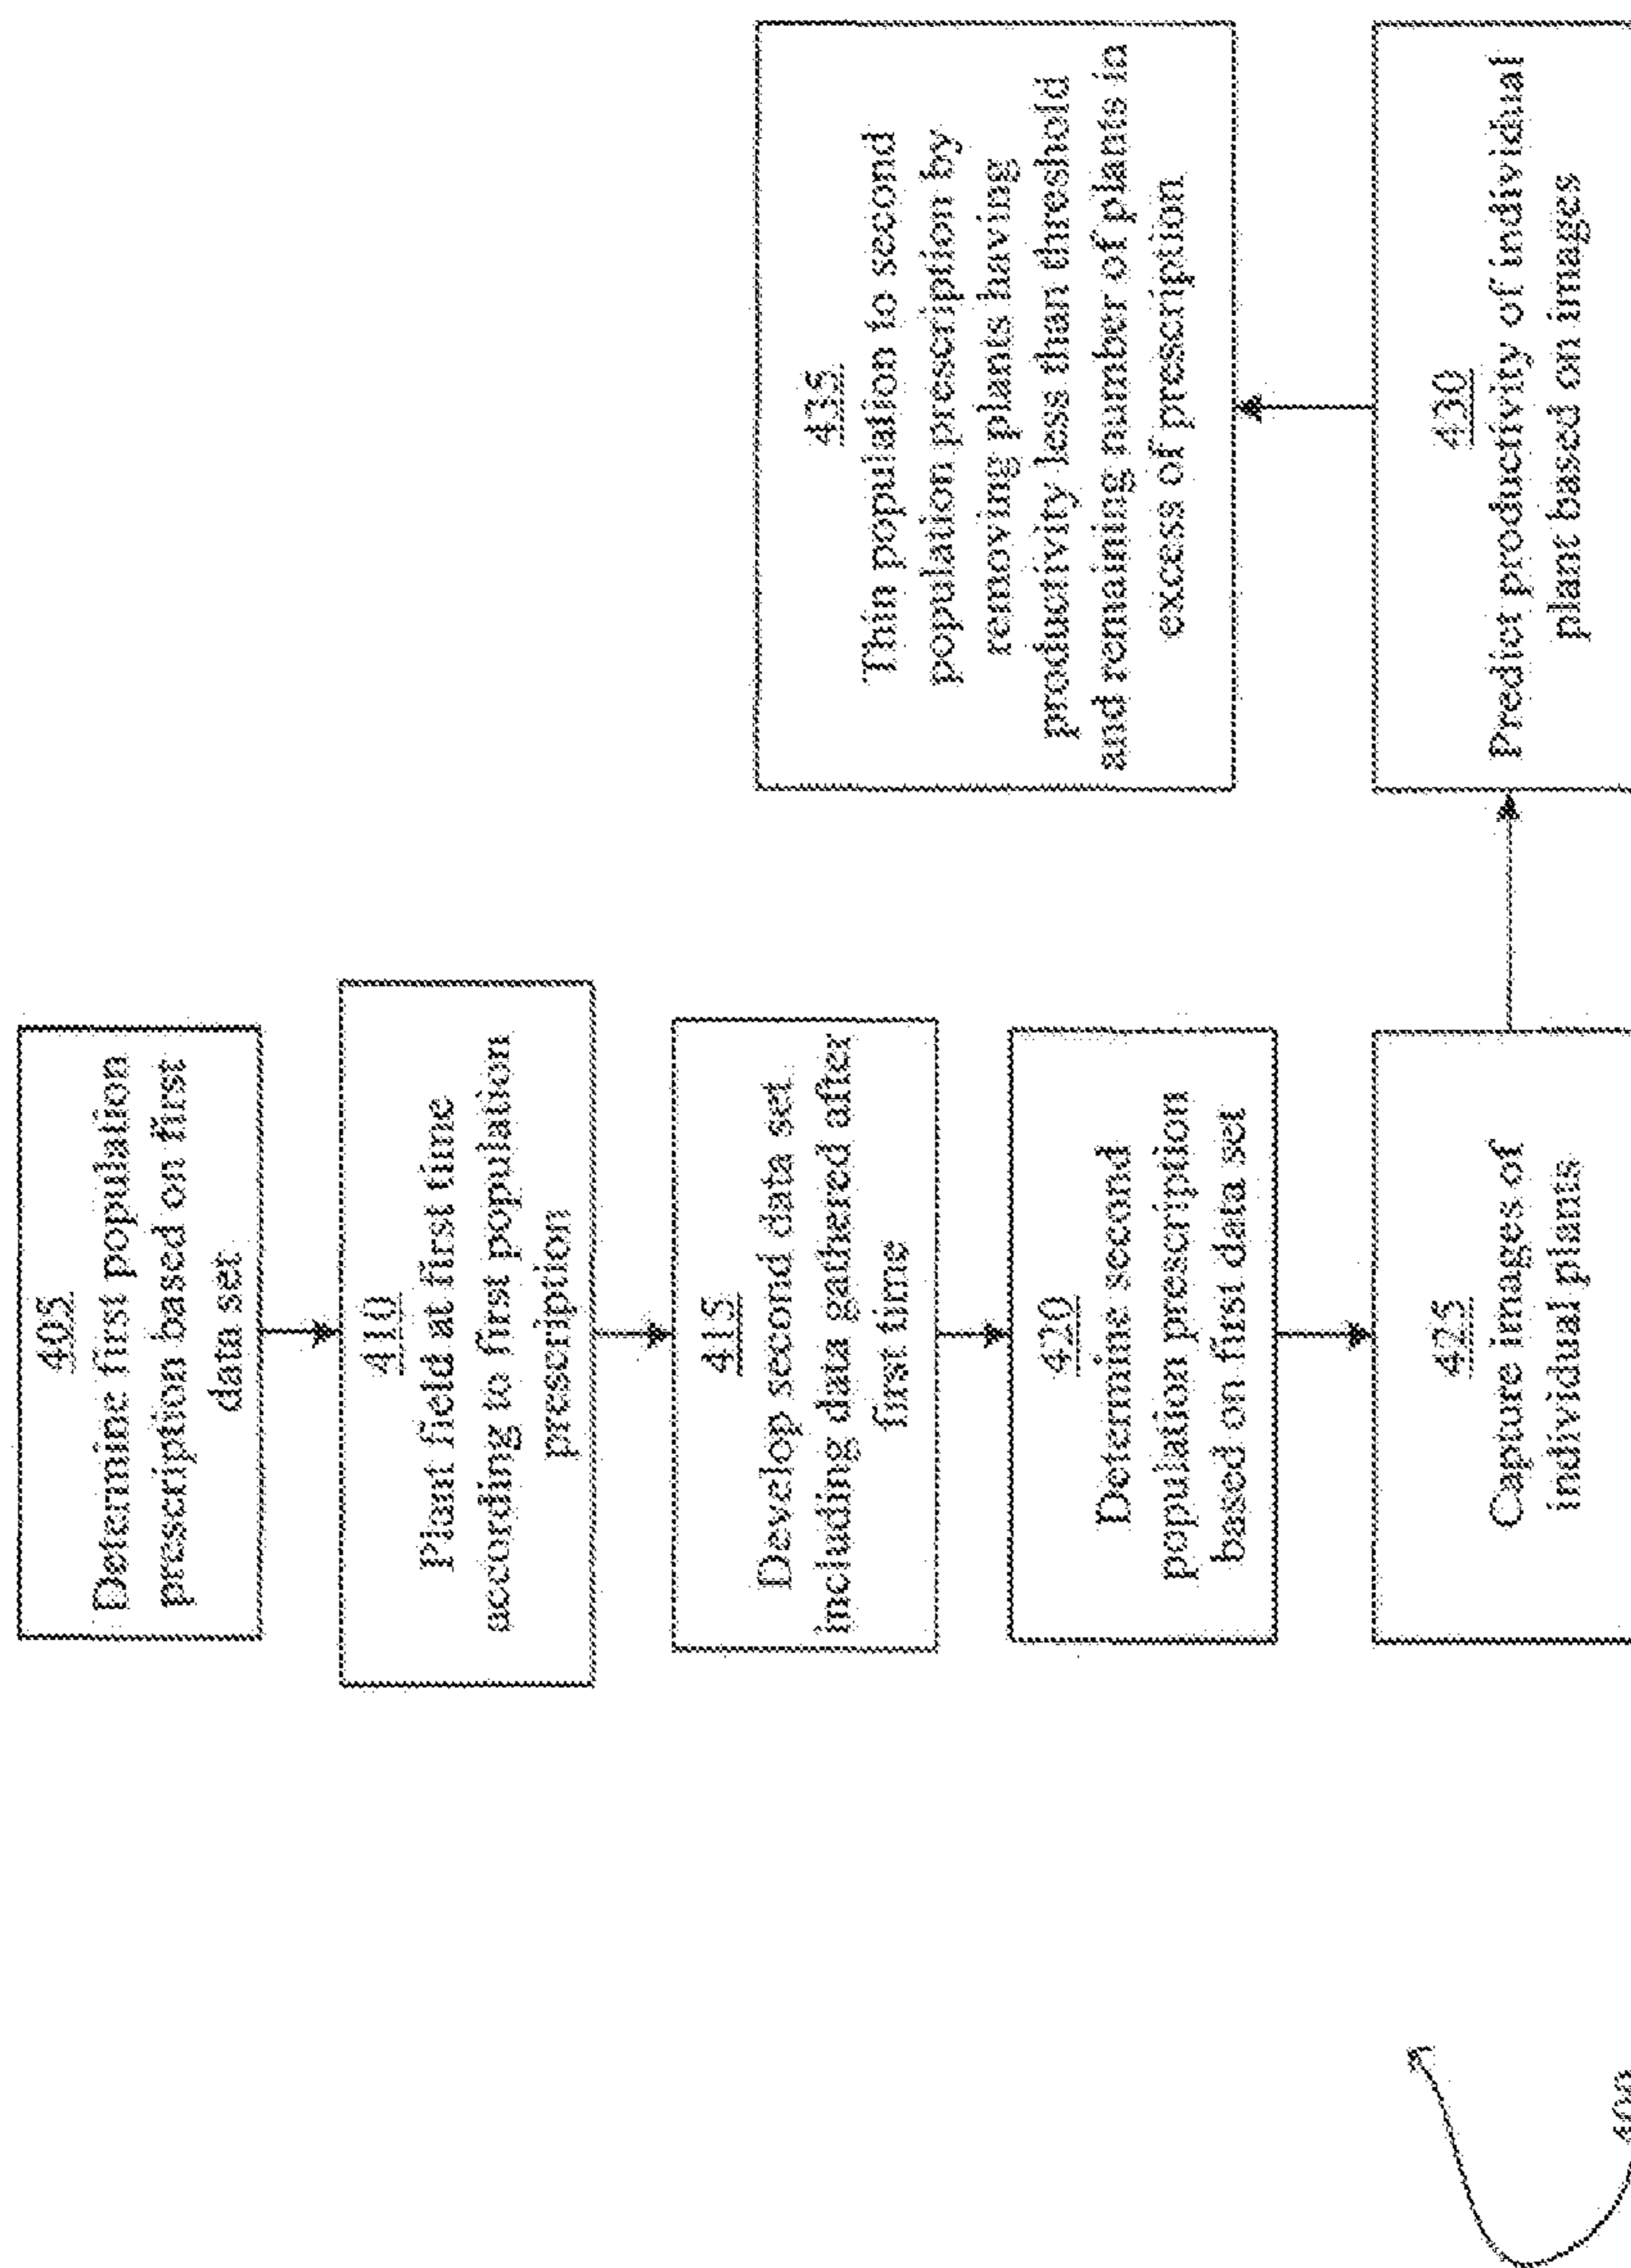 405
Determine first population
prescription based on first
data set
410
Plant field at first time
according to first population
prescription
415
Develop second data set
including data gathered after
first time
420
Determine second
population prescription
based on first data set
425
Capture images of
individual plants
430
Predict productivity of individual
plant based on images
435
Thin population to second
population prescription by
removing plants having
productivity less than threshold
and remaining number of plants in
excess of prescription
400